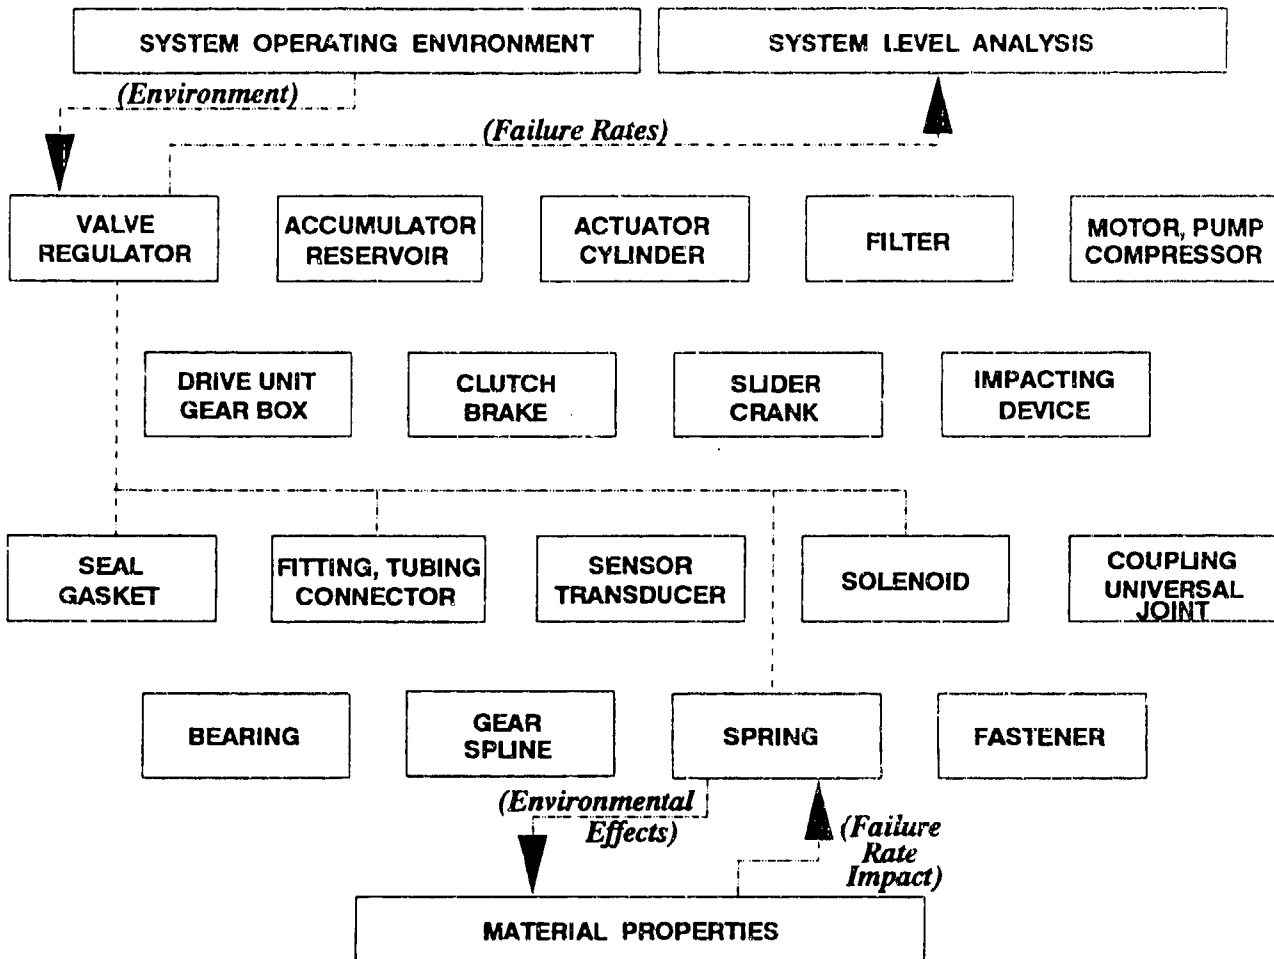 SYSTEM OPERATING ENVIRONMENT
SYSTEM LEVEL ANALYSIS
(Environment)
(Failure Rates)
VALVE
REGULATOR
ACCUMULATOR
RESERVOIR
ACTUATOR
CYLINDER
FILTER
MOTOR, PUMP
COMPRESSOR
DRIVE UNIT
GEAR BOX
CLUTCH
BRAKE
SLIDER
CRANK
IMPACTING
DEVICE
SEAL
GASKET
FITTING, TUBING
CONNECTOR
SENSOR
TRANSDUCER
SOLENOID
COUPLING
UNIVERSAL
JOINT
BEARING
GEAR
SPLINE
SPRING
FASTENER
(Environmental
Effects)
(Failure
Rate
Impact)
MATERIAL PROPERTIES